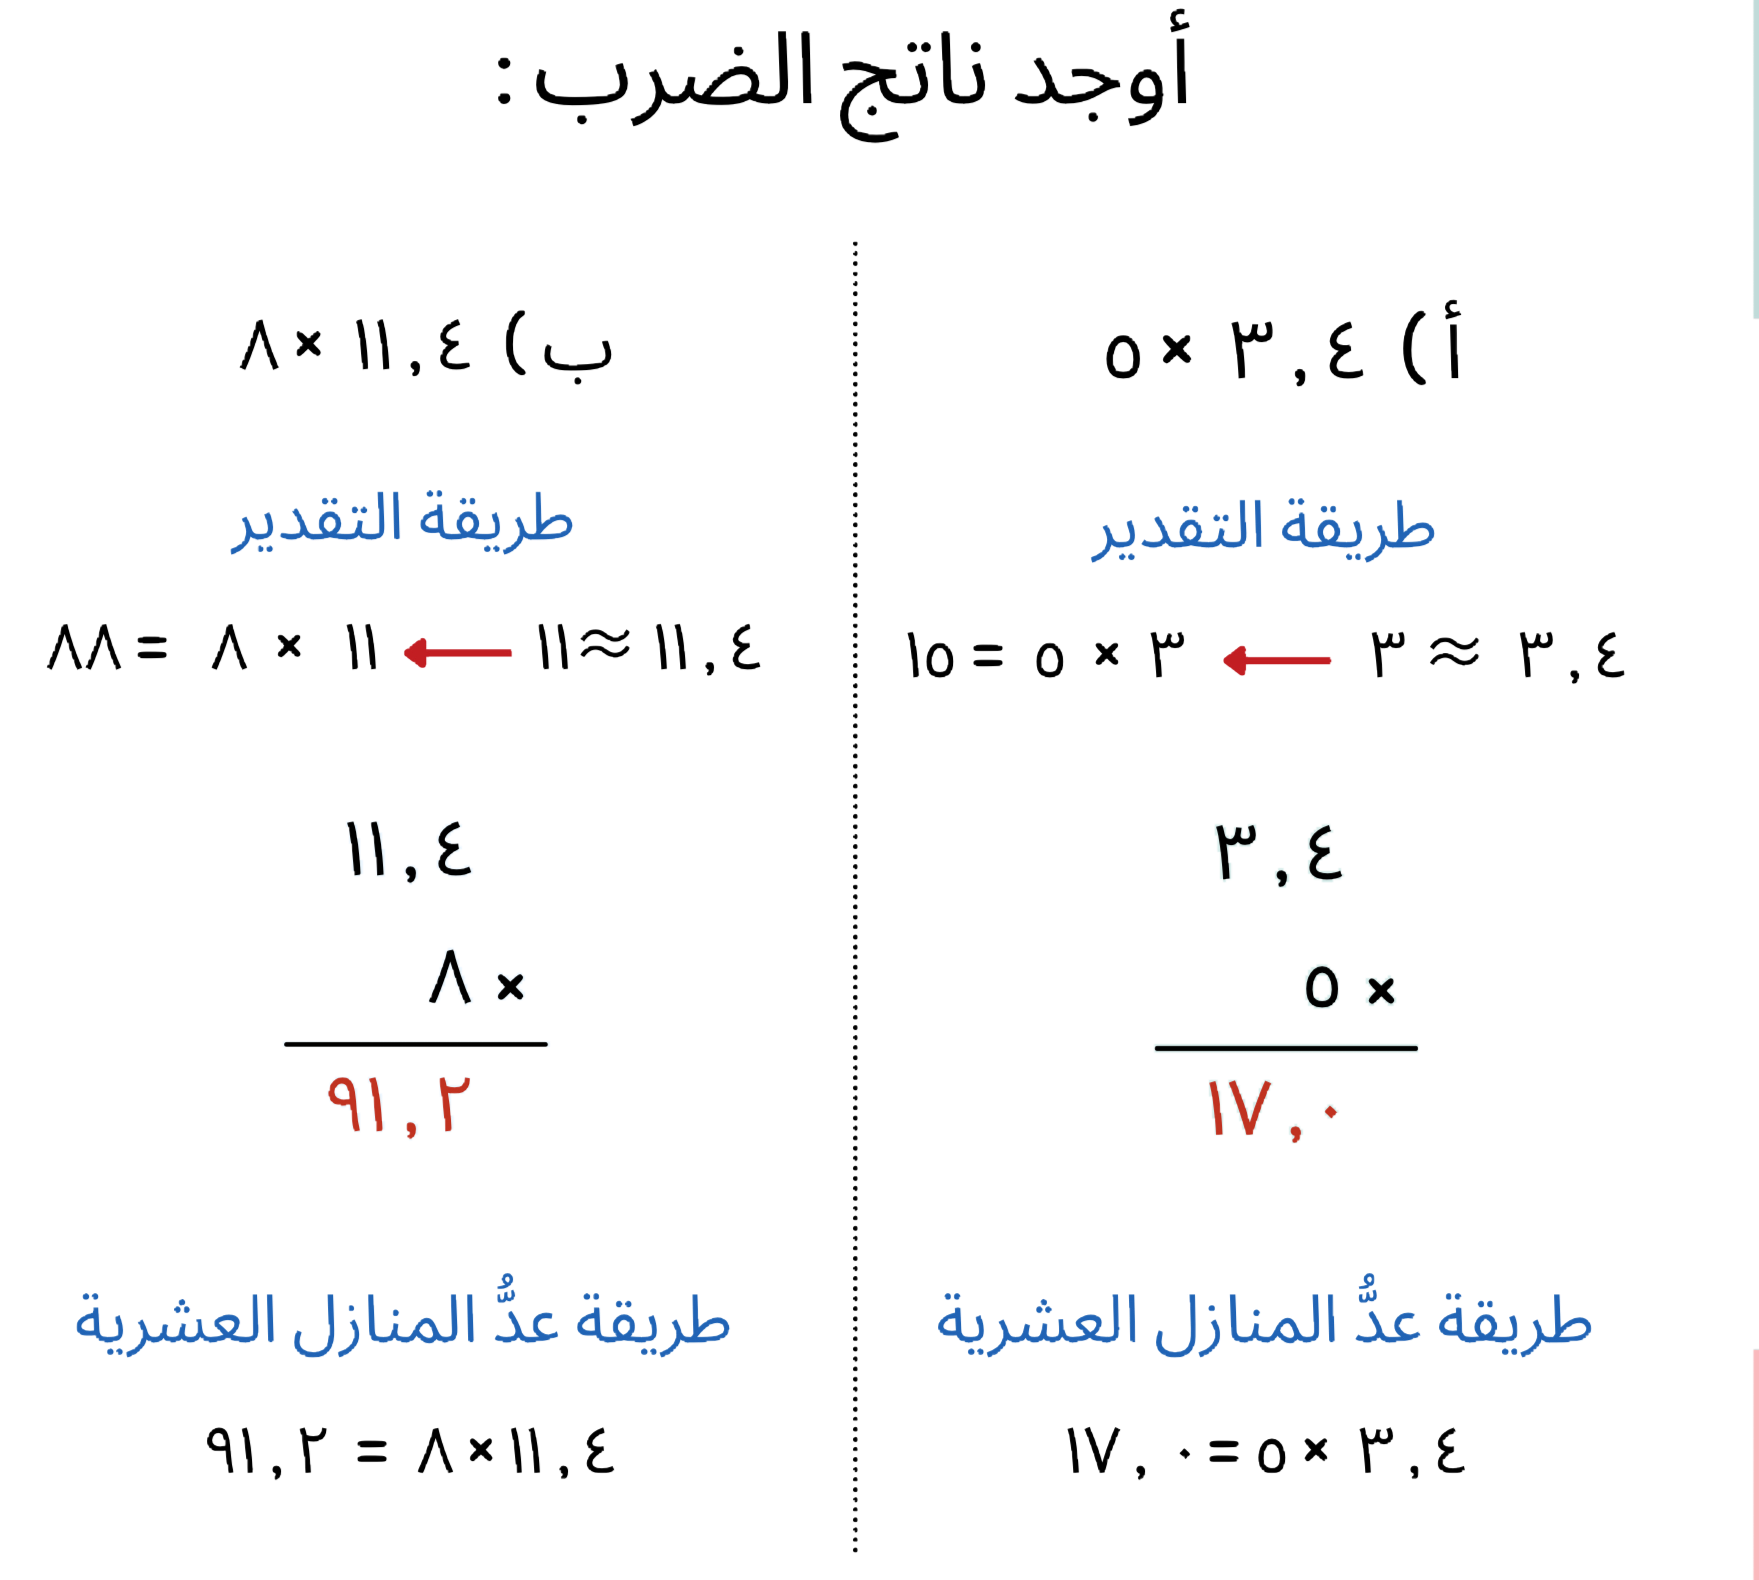 أوجد ناتج الضرب :
أ ) ٣,٤ × ٥
طريقة التقدير
٣,٤ ≈ ٣ ← ٣ × ٥ = ١٥
٣,٤
× ٥
١٧,٠
طريقة عدُّ المنازل العشرية
٣,٤ × ٥ = ١٧,٠
ب ) ١١,٤ × ٨
طريقة التقدير
١١,٤ ≈ ١١ ← ١١ × ٨ = ٨٨
١١,٤
× ٨
٩١,٢
طريقة عدُّ المنازل العشرية
١١,٤ × ٨ = ٩١,٢